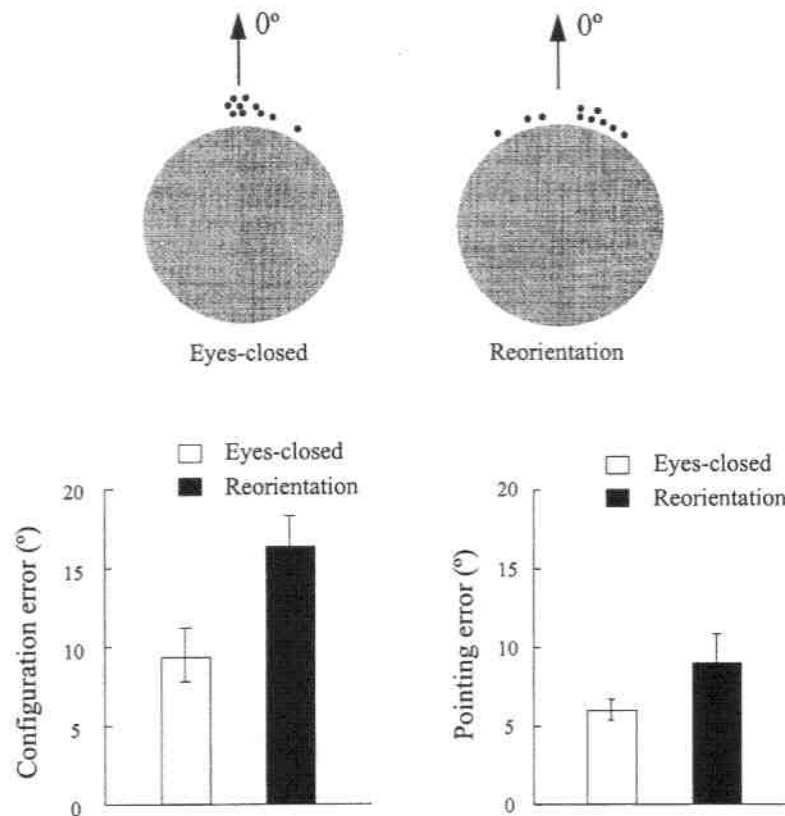 0º
0º
Eyes-closed
Reorientation
Eyes-closed
Reorientation
Configuration error (º)
20
15
10
5
0
Eyes-closed
Reorientation
Pointing error (º)
20
15
10
5
0